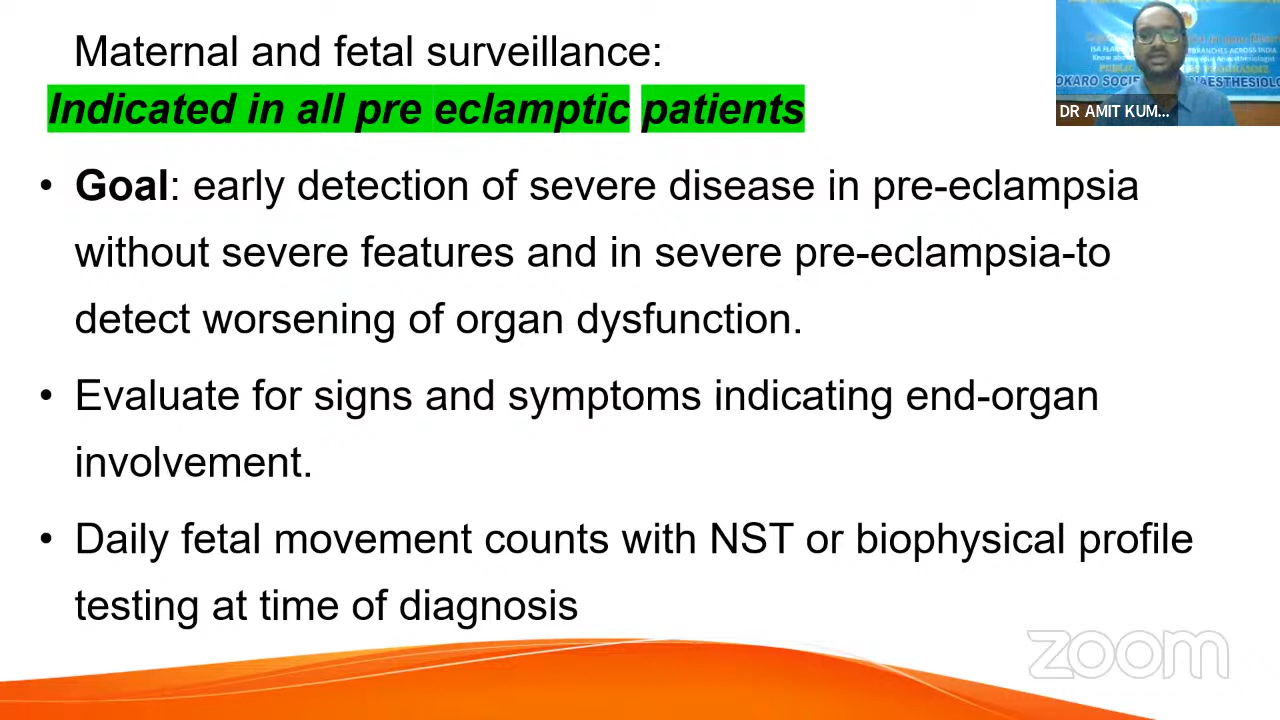 Maternal and fetal surveillance:
Indicated in all pre eclamptic patients
• Goal: early detection of severe disease in pre-eclampsia
without severe features and in severe pre-eclampsia-to
detect worsening of organ dysfunction.
• Evaluate for signs and symptoms indicating end-organ
involvement.
• Daily fetal movement counts with NST or biophysical profile
testing at time of diagnosis
BRANCHES ACROSS INDIA
DR AMIT KUM...
zoom